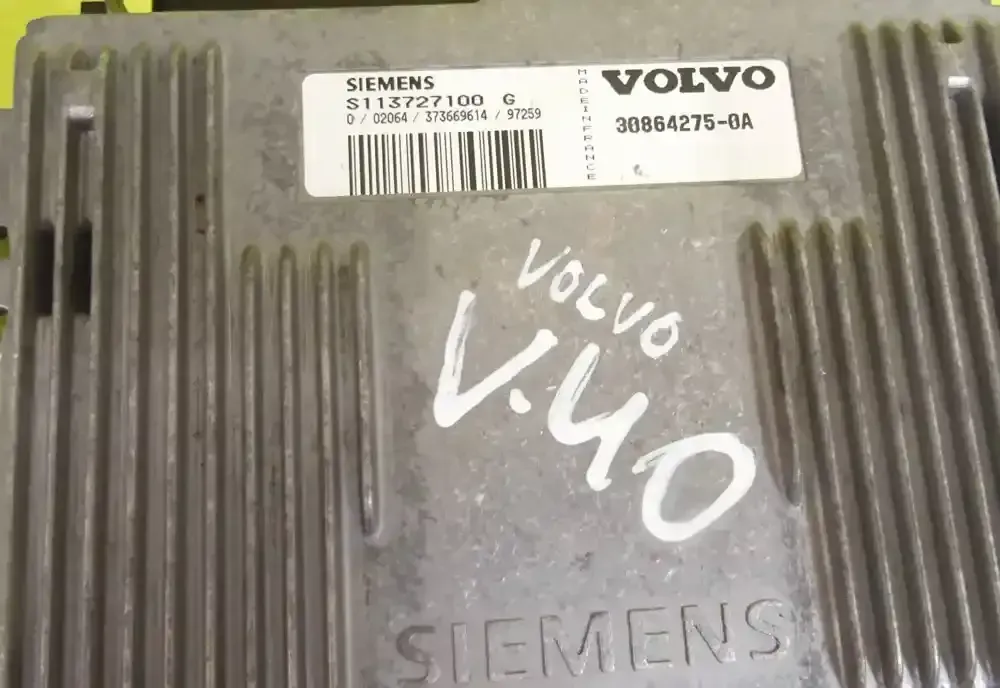 SIEMENS
S113727100 G
0 / 02064 / 373669614 / 97259
MADE IN FRANCE
VOLVO
30864275-0A
VOLVO
V.40
SIEMENS